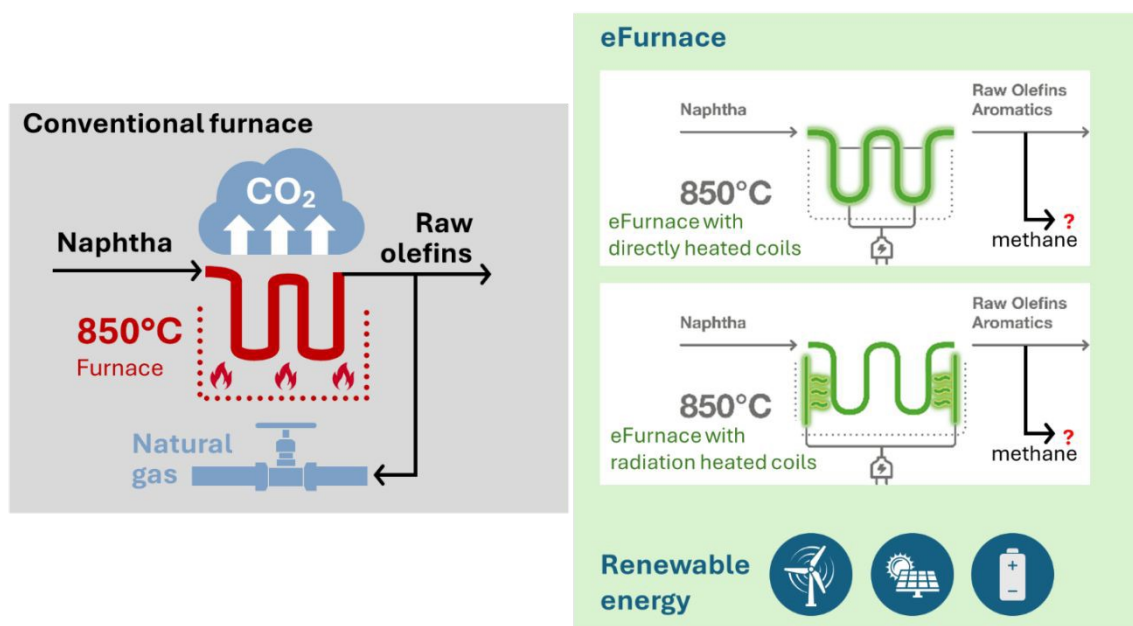 Conventional furnace
CO₂
Naphtha
Raw
olefins
850°C
Furnace
Natural
gas
eFurnace
Naphtha
Raw Olefins
Aromatics
850°C
eFurnace with
directly heated coils
?
methane
Naphtha
Raw Olefins
Aromatics
850°C
eFurnace with
radiation heated coils
?
methane
Renewable
energy
+
−